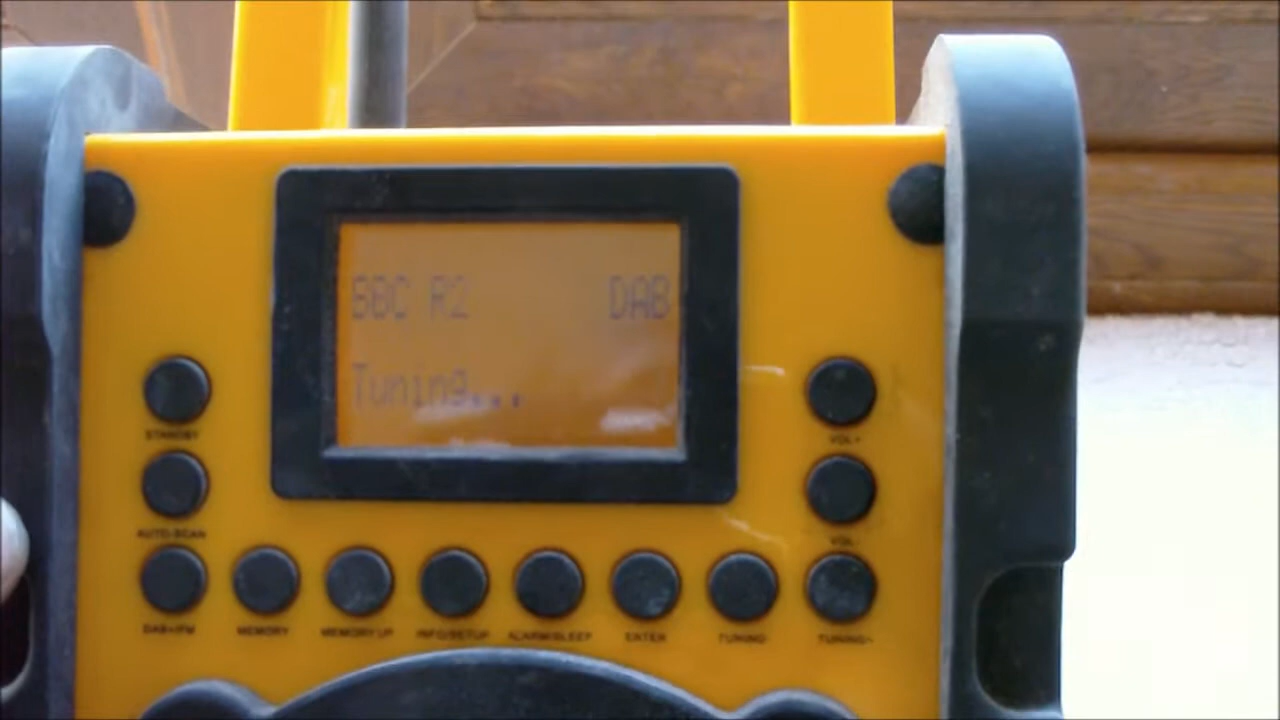 BBC R2 DAB
Tuning...
STANDBY
VOL+
AUTO-SCAN
VOL-
DAB+/FM MEMORY MEMORY UP INFO/SETUP ALARM/SLEEP ENTER TUNING- TUNING+